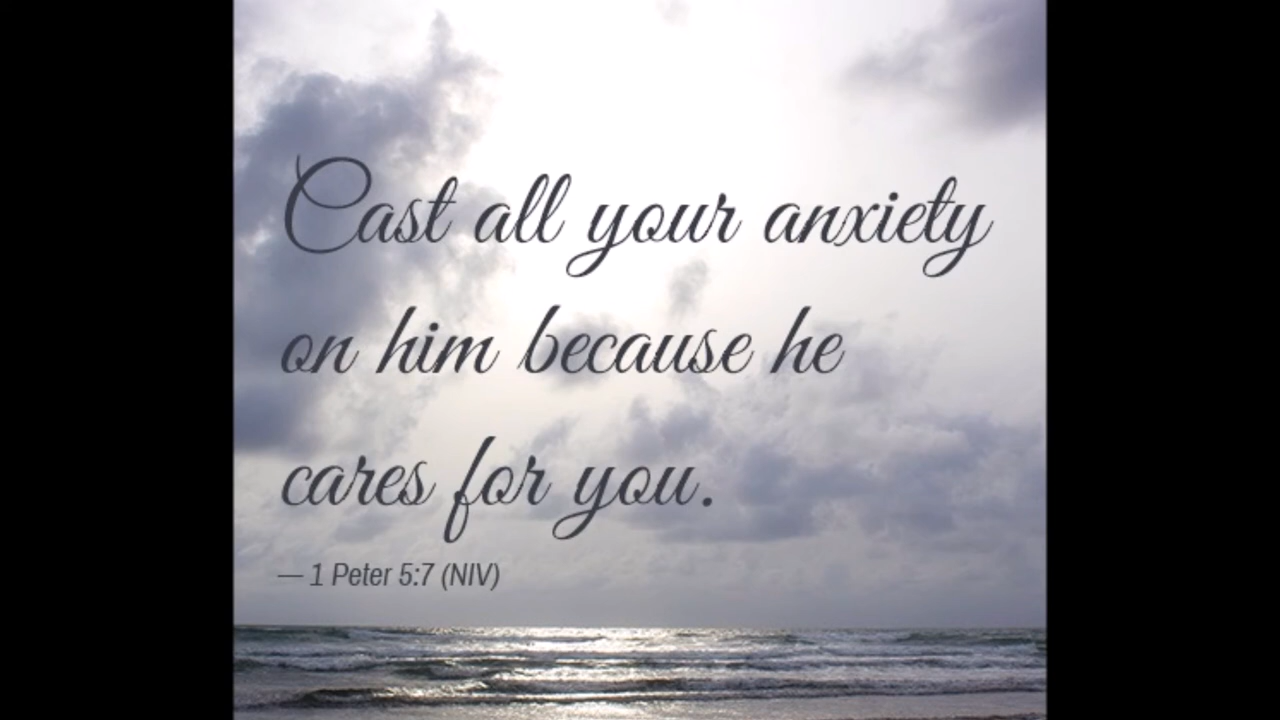 Cast all your anxiety
on him because he
cares for you.
— 1 Peter 5:7 (NIV)